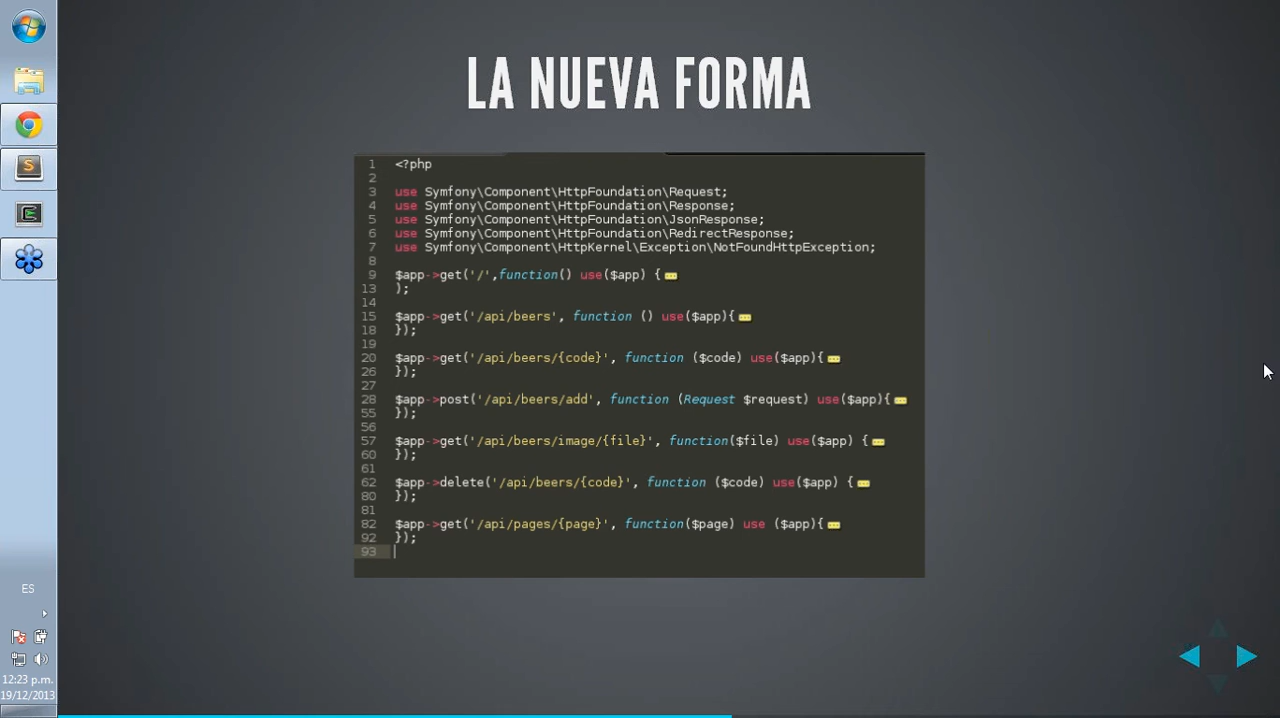 LA NUEVA FORMA
1 <?php
2
3 use Symfony\Component\HttpFoundation\Request;
4 use Symfony\Component\HttpFoundation\Response;
5 use Symfony\Component\HttpFoundation\JsonResponse;
6 use Symfony\Component\HttpFoundation\RedirectResponse;
7 use Symfony\Component\HttpKernel\Exception\NotFoundHttpException;
8
9 $app->get('/',function() use($app) {
13 );
14
15 $app->get('/api/beers', function () use($app){
18 });
19
20 $app->get('/api/beers/{code}', function ($code) use($app){
26 });
27
28 $app->post('/api/beers/add', function (Request $request) use($app){
55 });
56
57 $app->get('/api/beers/image/{file}', function($file) use($app) {
60 });
61
62 $app->delete('/api/beers/{code}', function ($code) use($app) {
80 });
81
82 $app->get('/api/pages/{page}', function($page) use ($app){
92 });
93
ES
12:23 p.m.
19/12/2013